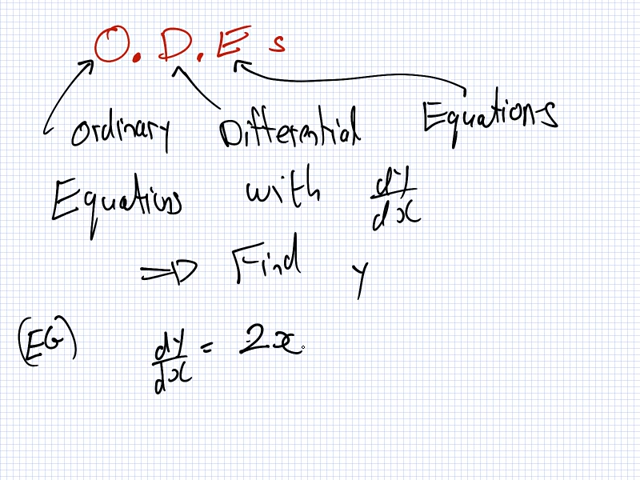 O.D.E s
Ordinary Differential Equations
Equations with dy/dx
=> Find y
(EG) dy/dx = 2x